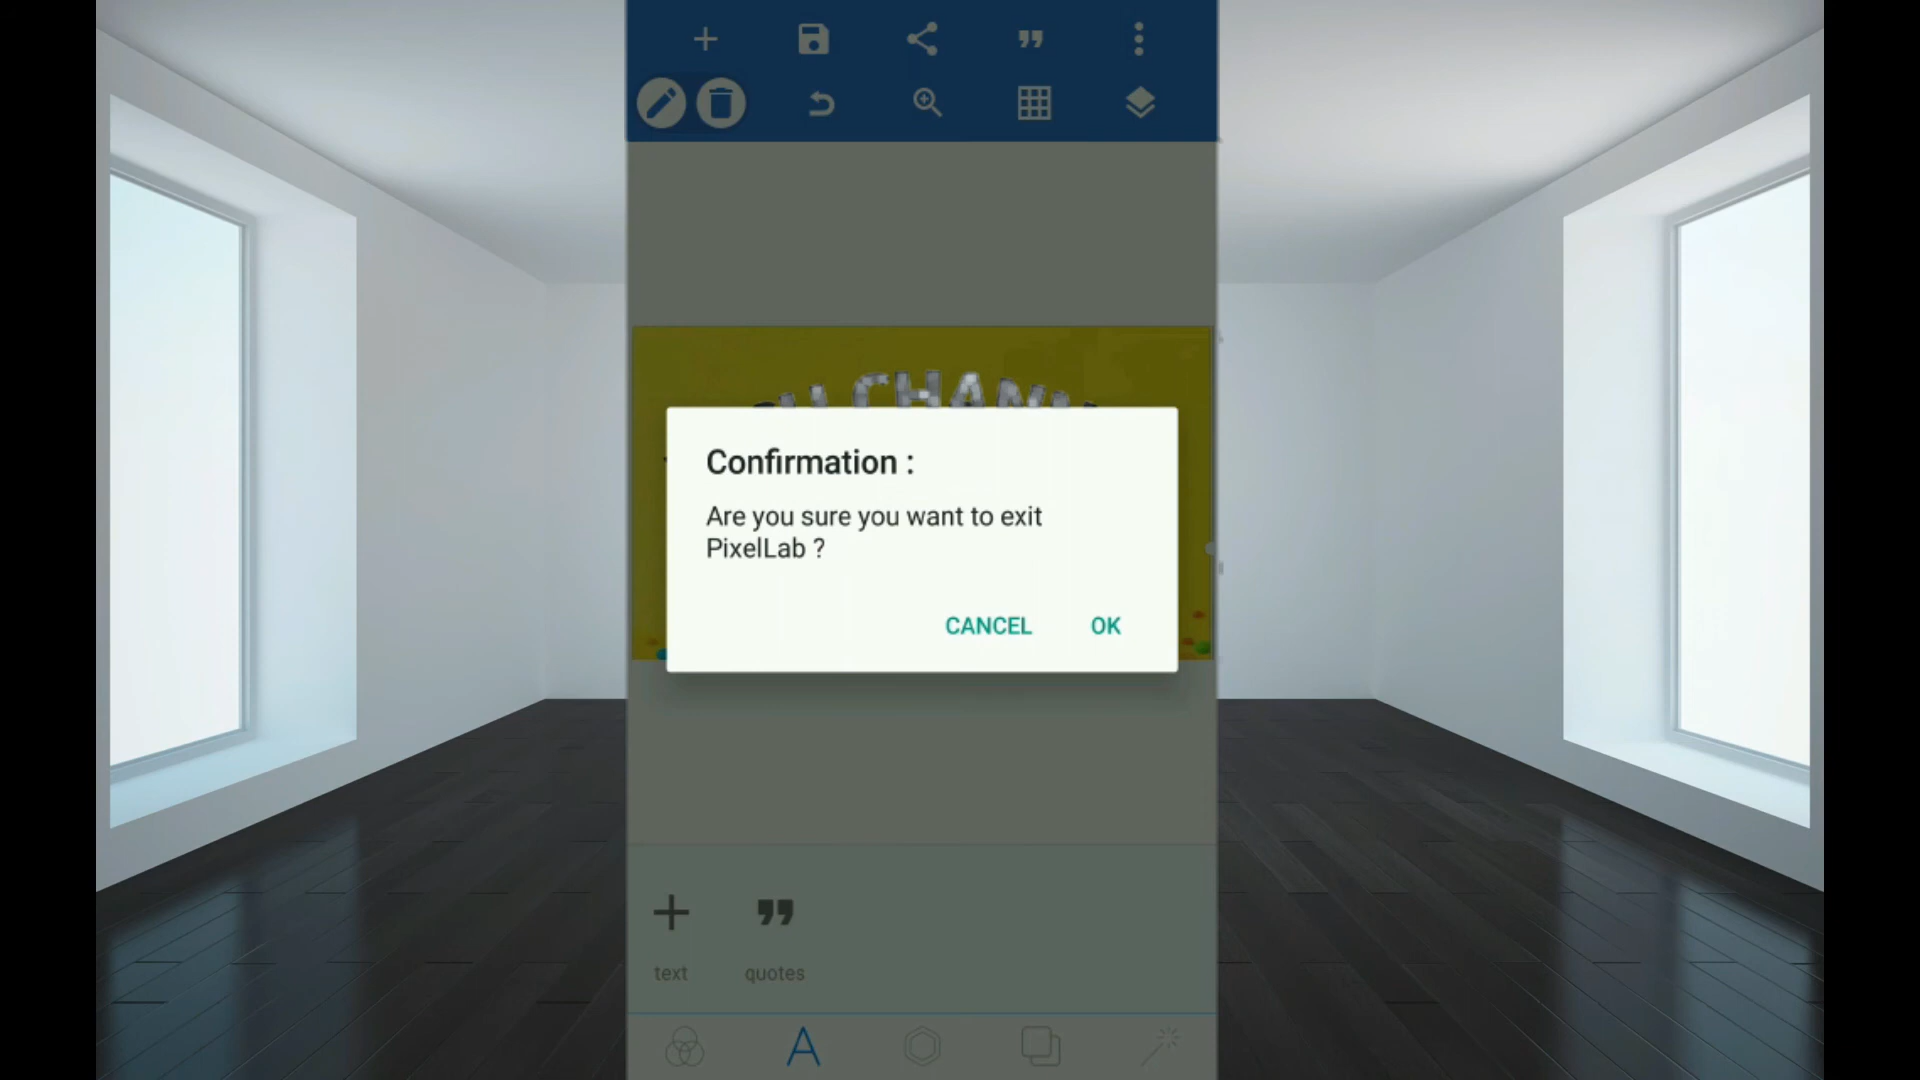 Confirmation :
Are you sure you want to exit
PixelLab ?
CANCEL OK
text quotes